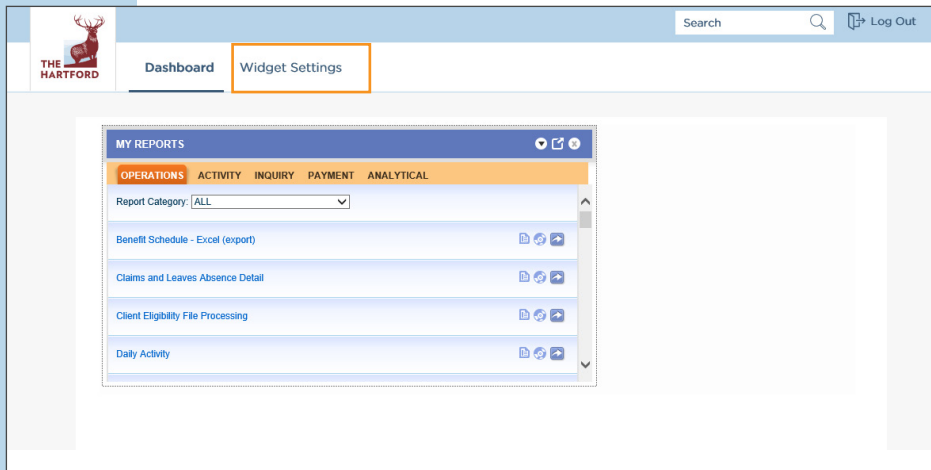 Search
Log Out
THE
HARTFORD
Dashboard
Widget Settings
MY REPORTS
OPERATIONS ACTIVITY INQUIRY PAYMENT ANALYTICAL
Report Category: ALL
Benefit Schedule - Excel (export)
Claims and Leaves Absence Detail
Client Eligibility File Processing
Daily Activity